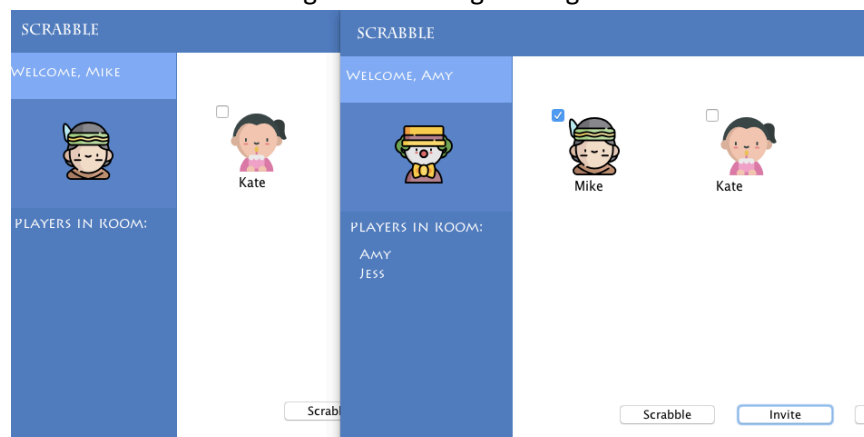 SCRABBLE
WELCOME, MIKE
Kate
PLAYERS IN ROOM:
SCRABBLE
WELCOME, AMY
Mike
Kate
PLAYERS IN ROOM:
AMY
JESS
Scrabble
Invite